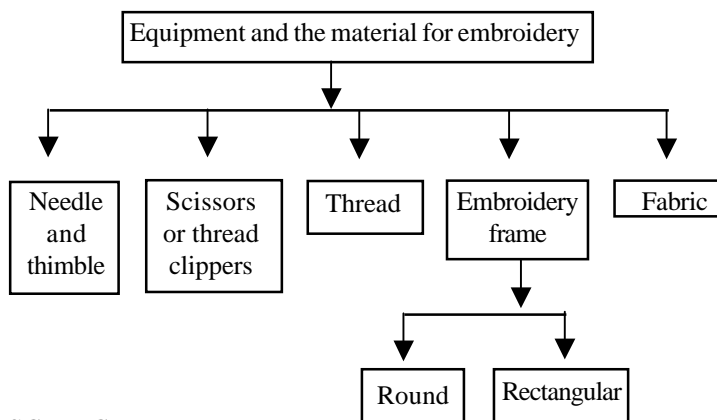 Equipment and the material for embroidery
Needle
and
thimble
Scissors
or thread
clippers
Thread
Embroidery
frame
Fabric
Round
Rectangular